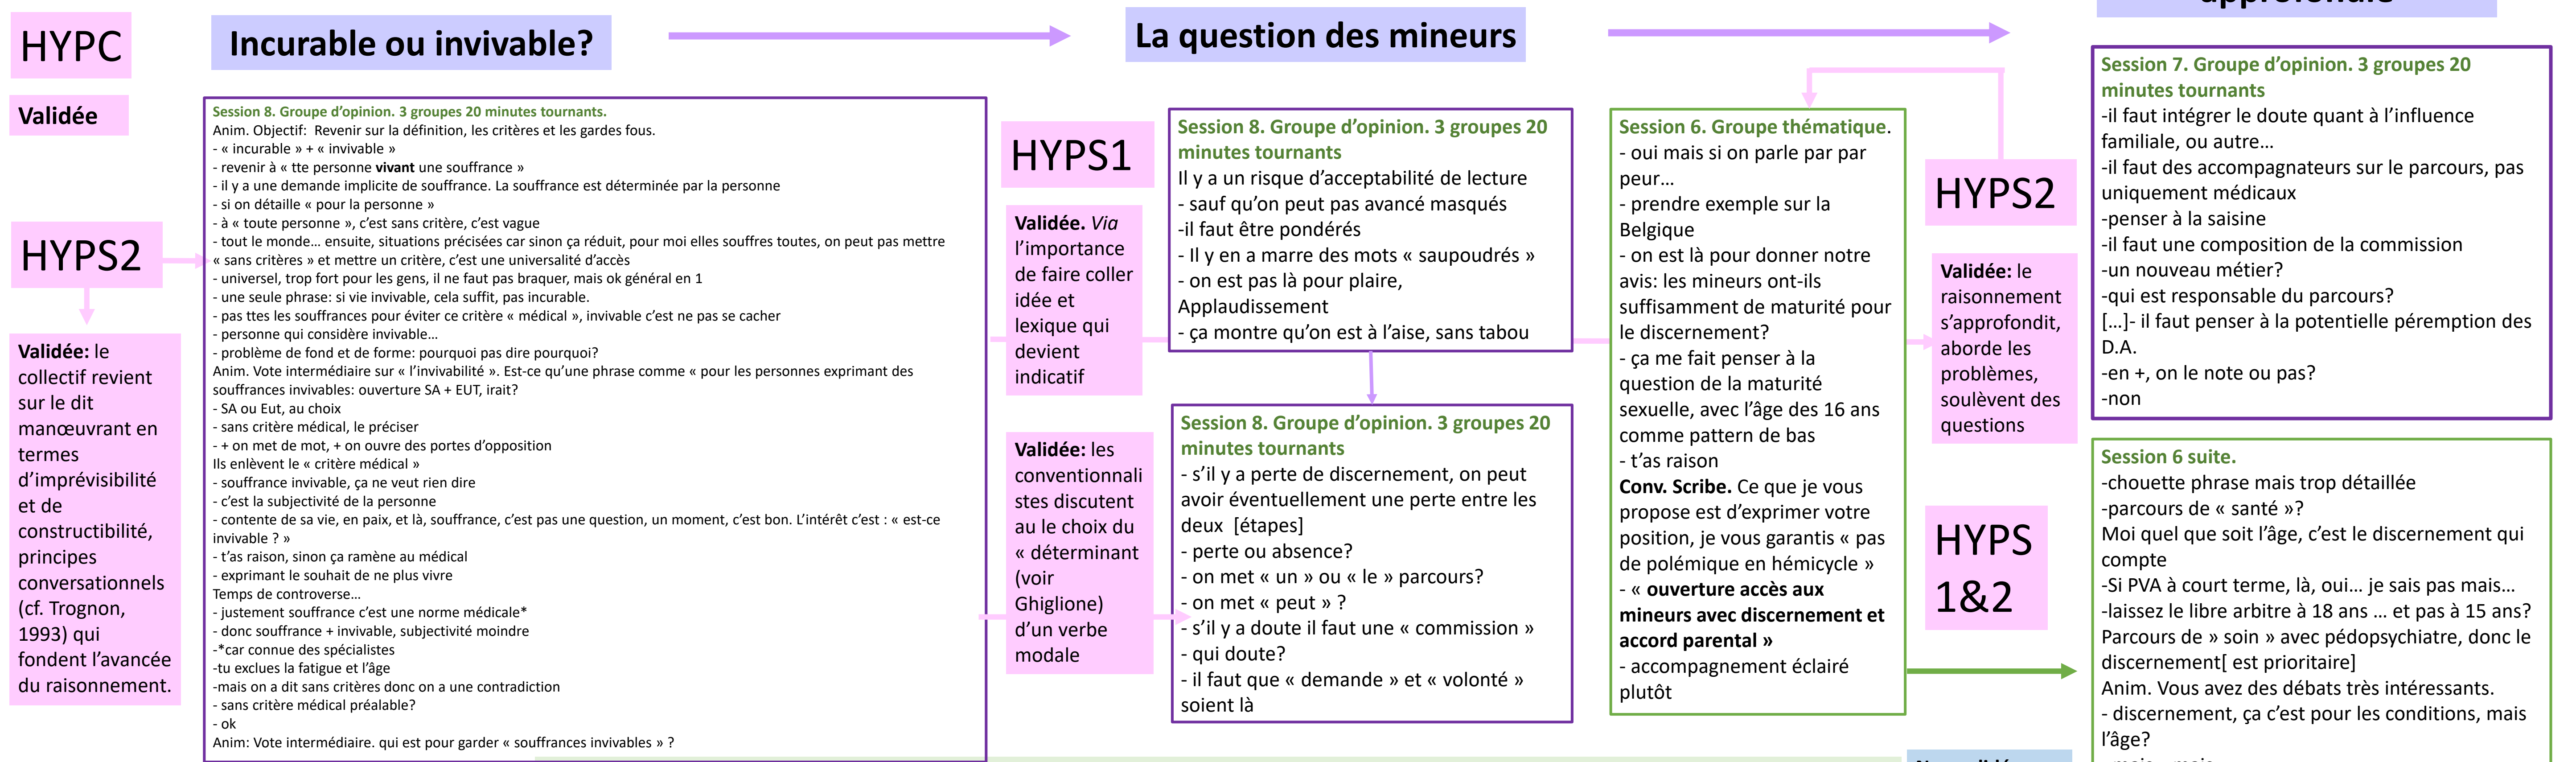 HYPC
Validée
HYPS2
Validée: le
collectif revient
sur le dit
manœuvrant en
termes
d’imprévisibilité
et de
constructibilité,
principes
conversationnels
(cf. Trognon,
1993) qui
fondent l’avancée
du raisonnement.
Incurable ou invivable?
Session 8. Groupe d’opinion. 3 groupes 20 minutes tournants.
Anim. Objectif:  Revenir sur la définition, les critères et les gardes fous.
- « incurable » + « invivable »
- revenir à « tte personne vivant une souffrance »
- il y a une demande implicite de souffrance. La souffrance est déterminée par la personne
- si on détaille « pour la personne »
- à « toute personne », c’est sans critère, c’est vague
- tout le monde… ensuite, situations précisées car sinon ça réduit, pour moi elles souffres toutes, on peut pas mettre
« sans critères » et mettre un critère, c’est une universalité d’accès
- universel, trop fort pour les gens, il ne faut pas braquer, mais ok général en 1
- une seule phrase: si vie invivable, cela suffit, pas incurable.
- pas ttes les souffrances pour éviter ce critère « médical », invivable c’est ne pas se cacher
- personne qui considère invivable…
- problème de fond et de forme: pourquoi pas dire pourquoi?
Anim. Vote intermédiaire sur « l’invivabilité ». Est-ce qu’une phrase comme « pour les personnes exprimant des
souffrances invivables: ouverture SA + EUT, irait?
- SA ou Eut, au choix
- sans critère médical, le préciser
- + on met de mot, + on ouvre des portes d’opposition
Ils enlèvent le « critère médical »
- souffrance invivable, ça ne veut rien dire
- c’est la subjectivité de la personne
- contente de sa vie, en paix, et là, souffrance, c’est pas une question, un moment, c’est bon. L’intérêt c’est : « est-ce
invivable ? »
- t’as raison, sinon ça ramène au médical
- exprimant le souhait de ne plus vivre
Temps de controverse…
- justement souffrance c’est une norme médicale*
- donc souffrance + invivable, subjectivité moindre
-*car connue des spécialistes
-tu exclues la fatigue et l’âge
-mais on a dit sans critères donc on a une contradiction
- sans critère médical préalable?
- ok
Anim: Vote intermédiaire. qui est pour garder « souffrances invivables » ?
HYPS1
Validée. Via
l’importance
de faire coller
idée et
lexique qui
devient
indicatif
Validée: les
conventionnali
stes discutent
au le choix du
« déterminant
(voir
Ghiglione)
d’un verbe
modale
La question des mineurs
Session 8. Groupe d’opinion. 3 groupes 20
minutes tournants
Il y a un risque d’acceptabilité de lecture
- sauf qu’on peut pas avancé masqués
-il faut être pondérés
- Il y en a marre des mots « saupoudrés »
- on est pas là pour plaire,
Applaudissement
- ça montre qu’on est à l’aise, sans tabou
Session 8. Groupe d’opinion. 3 groupes 20
minutes tournants
- s’il y a perte de discernement, on peut
avoir éventuellement une perte entre les
deux  [étapes]
- perte ou absence?
- on met « un » ou « le » parcours?
- on met « peut » ?
- s’il y a doute il faut une « commission »
- qui doute?
- il faut que « demande » et « volonté »
soient là
Session 6. Groupe thématique.
- oui mais si on parle par par
peur…
- prendre exemple sur la
Belgique
- on est là pour donner notre
avis: les mineurs ont-ils
suffisamment de maturité pour
le discernement?
- ça me fait penser à la
question de la maturité
sexuelle, avec l’âge des 16 ans
comme pattern de bas
- t’as raison
Conv. Scribe. Ce que je vous
propose est d’exprimer votre
position, je vous garantis « pas
de polémique en hémicycle »
- « ouverture accès aux
mineurs avec discernement et
accord parental »
- accompagnement éclairé
plutôt
HYPS2
Validée: le
raisonnement
s’approfondit,
aborde les
problèmes,
soulèvent des
questions
HYPS
1&2
Session 7. Groupe d’opinion. 3 groupes 20
minutes tournants
-il faut intégrer le doute quant à l’influence
familiale, ou autre…
-il faut des accompagnateurs sur le parcours, pas
uniquement médicaux
-penser à la saisine
-il faut une composition de la commission
-un nouveau métier?
-qui est responsable du parcours?
[…]- il faut penser à la potentielle péremption des
D.A.
-en +, on le note ou pas?
-non
Session 6 suite.
-chouette phrase mais trop détaillée
-parcours de « santé »?
Moi quel que soit l’âge, c’est le discernement qui
compte
-Si PVA à court terme, là, oui… je sais pas mais…
-laissez le libre arbitre à 18 ans … et pas à 15 ans?
Parcours de » soin » avec pédopsychiatre, donc le
discernement[ est prioritaire]
Anim. Vous avez des débats très intéressants.
- discernement, ça c’est pour les conditions, mais
l’âge?